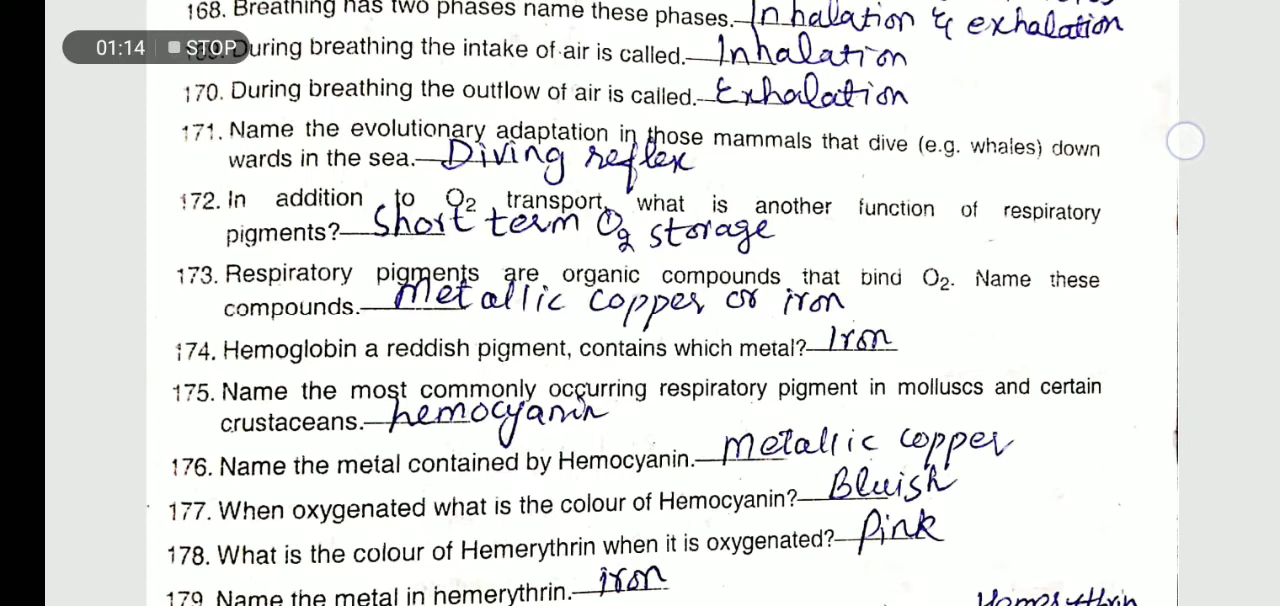 168. Breathing has two phases name these phases. Inhalation & exhalation
01:14 STOP
During breathing the intake of air is called. Inhalation
170. During breathing the outflow of air is called. Exhalation
171. Name the evolutionary adaptation in those mammals that dive (e.g. whales) down
wards in the sea. Diving reflex
172. In addition to O2 transport, what is another function of respiratory
pigments? Short term O2 storage
173. Respiratory pigments are organic compounds that bind O2. Name these
compounds. Metallic copper or iron
174. Hemoglobin a reddish pigment, contains which metal? Iron
175. Name the most commonly occurring respiratory pigment in molluscs and certain
crustaceans. hemocyanin
176. Name the metal contained by Hemocyanin. Metallic copper
177. When oxygenated what is the colour of Hemocyanin? Bluish
178. What is the colour of Hemerythrin when it is oxygenated? Pink
179. Name the metal in hemerythrin. iron